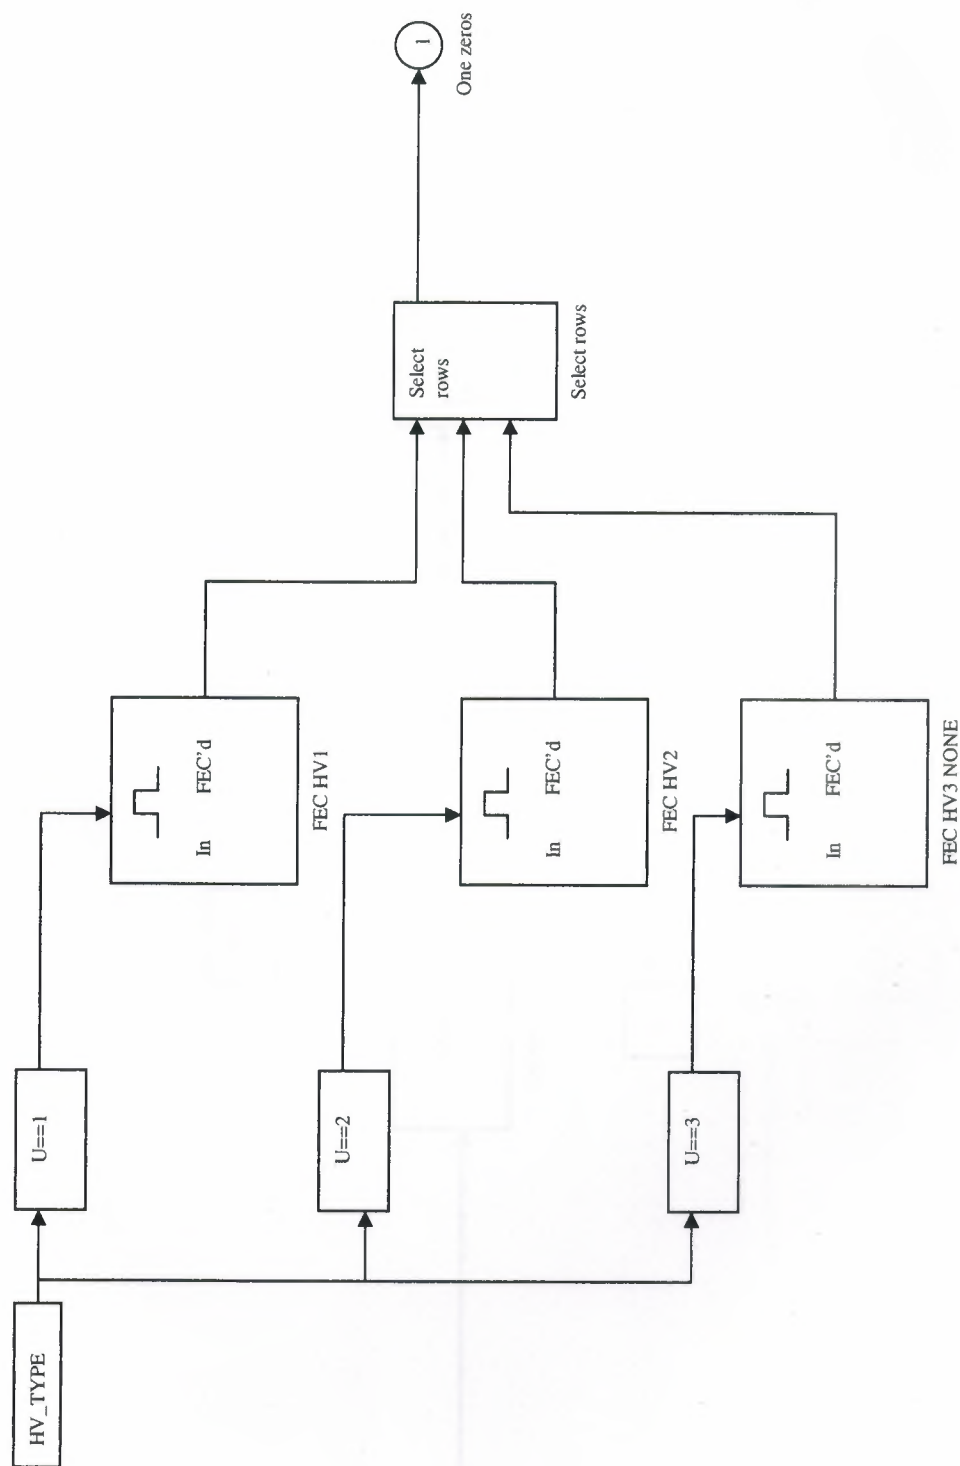 HV_TYPE
U==1
In FEC'd
FEC HV1
U==2
In FEC'd
FEC HV2
U==3
In FEC'd
FEC HV3 NONE
Select
rows
Select rows
1
One zeros